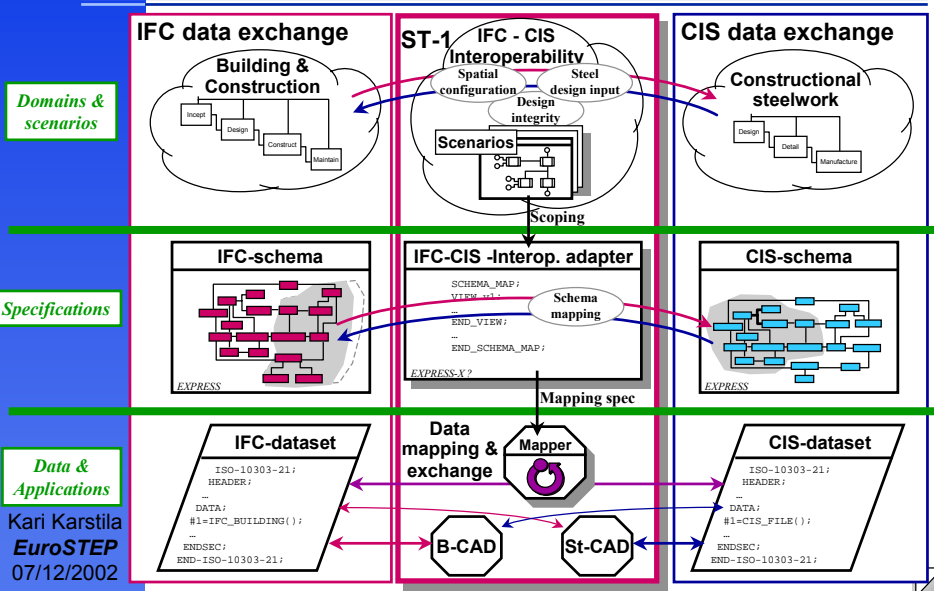 IFC data exchange
ST-1
IFC - CIS
Interoperability
CIS data exchange
Domains &
scenarios
Building &
Construction
Incept
Design
Construct
Maintain
Spatial
configuration
Steel
design input
Design
integrity
Scenarios
Scoping
Constructional
steelwork
Design
Detail
Manufacture
Specifications
IFC-schema
EXPRESS
IFC-CIS -Interop. adapter
SCHEMA_MAP;
VIEW v1;
…
END_VIEW;
…
END_SCHEMA_MAP;
Schema
mapping
EXPRESS-X ?
Mapping spec
CIS-schema
EXPRESS
Data &
Applications
IFC-dataset
ISO-10303-21;
HEADER;
…
DATA;
#1=IFC_BUILDING();
…
ENDSEC;
END-ISO-10303-21;
Data
mapping &
exchange
Mapper
B-CAD
St-CAD
CIS-dataset
ISO-10303-21;
HEADER;
…
DATA;
#1=CIS_FILE();
…
ENDSEC;
END-ISO-10303-21;
Kari Karstila
EuroSTEP
07/12/2002